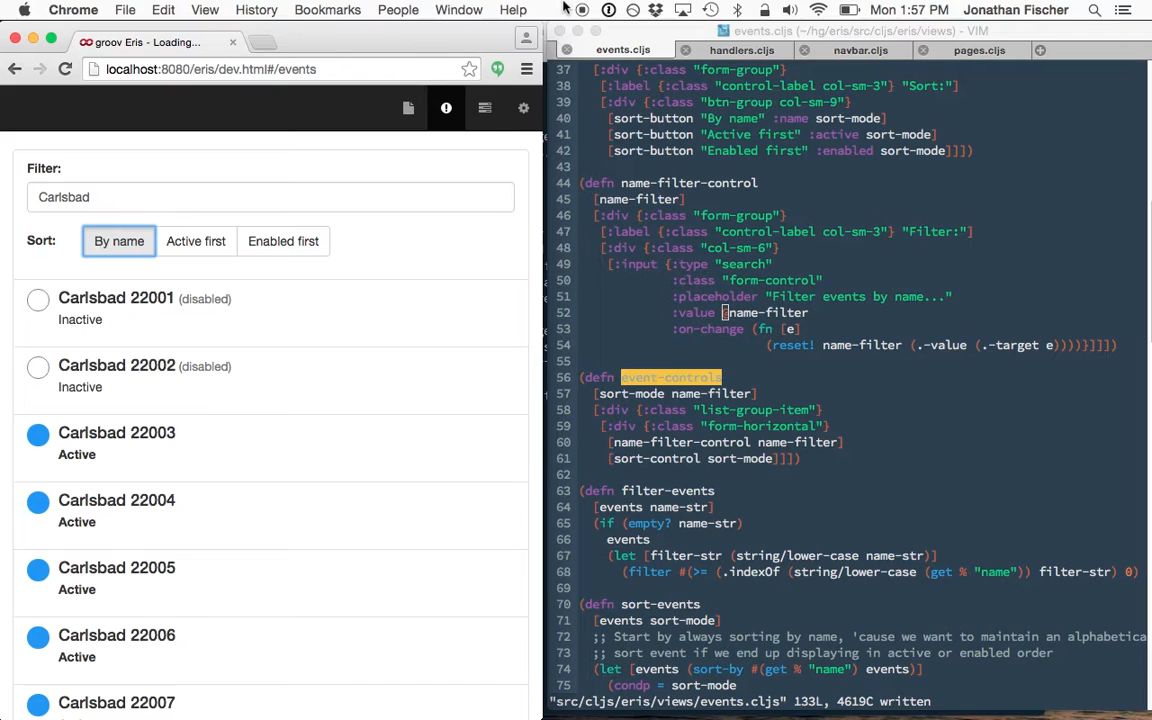 Chrome File Edit View History Bookmarks People Window Help Mon 1:57 PM Jonathan Fischer
groov Eris - Loading...
localhost:8080/eris/dev.html#/events
Filter:
Carlsbad
Sort: By name Active first Enabled first
Carlsbad 22001 (disabled)
Inactive
Carlsbad 22002 (disabled)
Inactive
Carlsbad 22003
Active
Carlsbad 22004
Active
Carlsbad 22005
Active
Carlsbad 22006
Active
Carlsbad 22007
events.cljs (~/hg/eris/src/cljs/eris/views) - VIM
events.cljs handlers.cljs navbar.cljs pages.cljs
37 [:div {:class "form-group"}
38 [:label {:class "control-label col-sm-3"} "Sort:"]
39 [:div {:class "btn-group col-sm-9"}
40 [sort-button "By name" :name sort-mode]
41 [sort-button "Active first" :active sort-mode]
42 [sort-button "Enabled first" :enabled sort-mode]]])
43
44 (defn name-filter-control
45 [name-filter]
46 [:div {:class "form-group"}
47 [:label {:class "control-label col-sm-3"} "Filter:"]
48 [:div {:class "col-sm-6"}
49 [:input {:type "search"
50 :class "form-control"
51 :placeholder "Filter events by name..."
52 :value @name-filter
53 :on-change (fn [e]
54 (reset! name-filter (.-value (.-target e))))}]]])
55
56 (defn event-controls
57 [sort-mode name-filter]
58 [:div {:class "list-group-item"}
59 [:div {:class "form-horizontal"}
60 [name-filter-control name-filter]
61 [sort-control sort-mode]]])
62
63 (defn filter-events
64 [events name-str]
65 (if (empty? name-str)
66 events
67 (let [filter-str (string/lower-case name-str)]
68 (filter #(>= (.indexOf (string/lower-case (get % "name")) filter-str) 0)
69
70 (defn sort-events
71 [events sort-mode]
72 ;; Start by always sorting by name, 'cause we want to maintain an alphabetica
73 ;; sort event if we end up displaying in active or enabled order
74 (let [events (sort-by #(get % "name") events)]
75 (condp = sort-mode
"src/cljs/eris/views/events.cljs" 133L, 4619C written